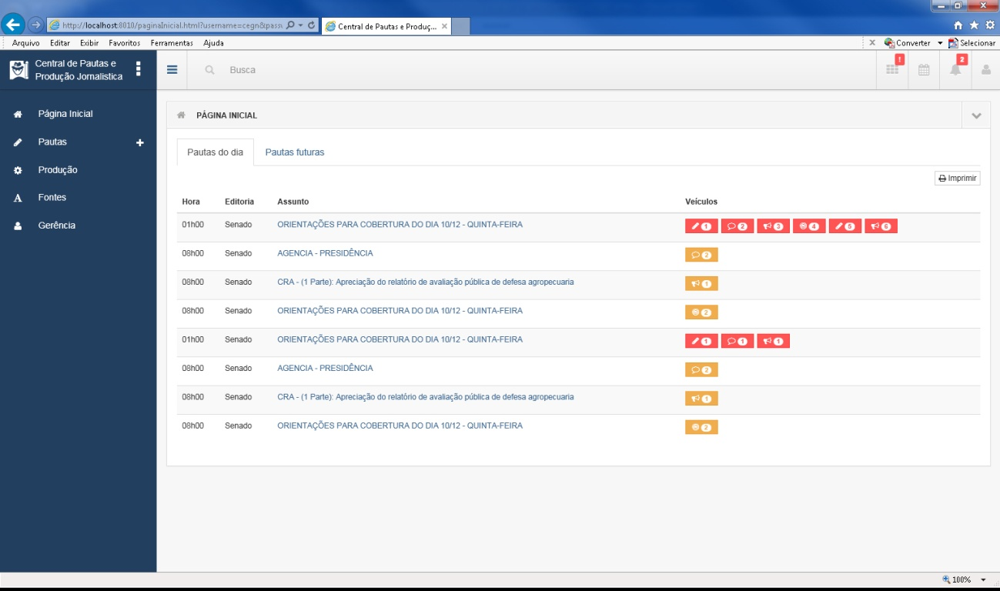 http://localhost:8010/paginaInicial.html?username=cegn&passw
Central de Pautas e Produç...
Arquivo Editar Exibir Favoritos Ferramentas Ajuda
Converter Selecionar
Central de Pautas e
Produção Jornalistica
Busca
! 2
Página Inicial
Pautas
Produção
Fontes
Gerência
PÁGINA INICIAL
Pautas do dia Pautas futuras
Imprimir
Hora Editoria Assunto Veículos
01h00 Senado ORIENTAÇÕES PARA COBERTURA DO DIA 10/12 - QUINTA-FEIRA 1 2 3 4 5 6
08h00 Senado AGENCIA - PRESIDÊNCIA 2
08h00 Senado CRA - (1 Parte): Apreciação do relatório de avaliação pública de defesa agropecuaria 1
08h00 Senado ORIENTAÇÕES PARA COBERTURA DO DIA 10/12 - QUINTA-FEIRA 2
01h00 Senado ORIENTAÇÕES PARA COBERTURA DO DIA 10/12 - QUINTA-FEIRA 1 1 1
08h00 Senado AGENCIA - PRESIDÊNCIA 2
08h00 Senado CRA - (1 Parte): Apreciação do relatório de avaliação pública de defesa agropecuaria 1
08h00 Senado ORIENTAÇÕES PARA COBERTURA DO DIA 10/12 - QUINTA-FEIRA 2
100%